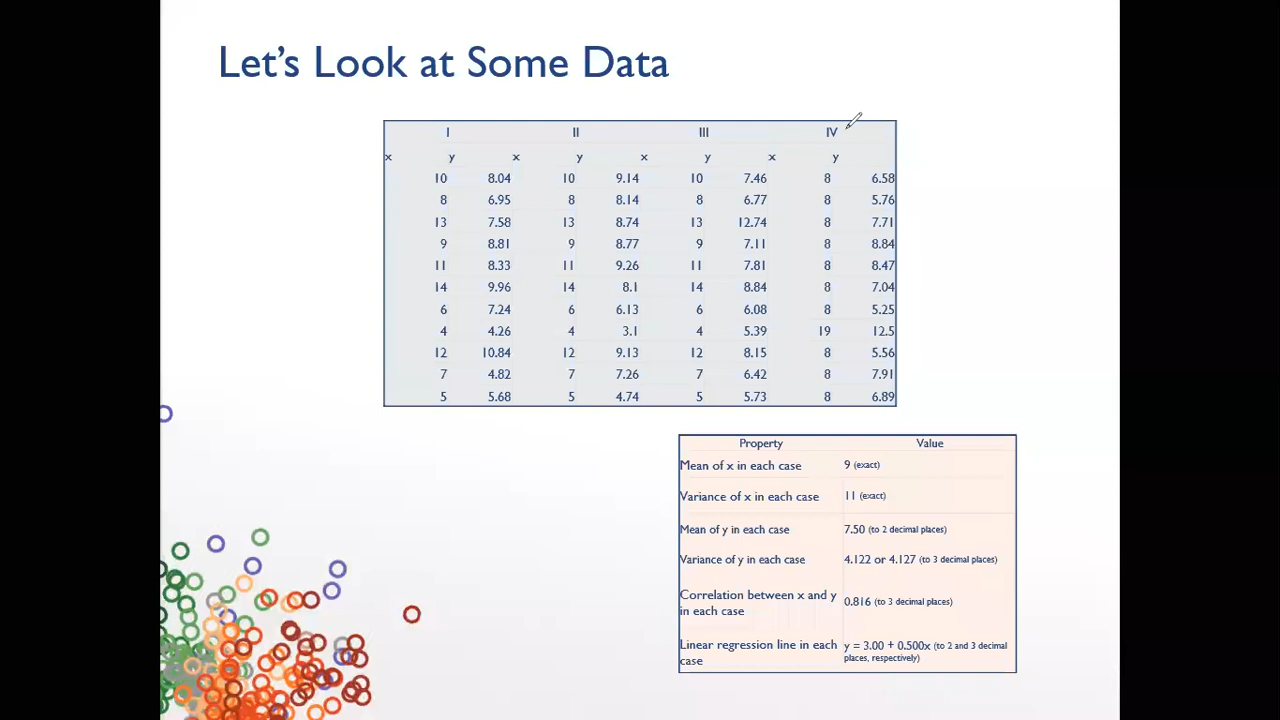 Let's Look at Some Data
I II III IV
x y x y x y x y
10 8.04 10 9.14 10 7.46 8 6.58
8 6.95 8 8.14 8 6.77 8 5.76
13 7.58 13 8.74 13 12.74 8 7.71
9 8.81 9 8.77 9 7.11 8 8.84
11 8.33 11 9.26 11 7.81 8 8.47
14 9.96 14 8.1 14 8.84 8 7.04
6 7.24 6 6.13 6 6.08 8 5.25
4 4.26 4 3.1 4 5.39 19 12.5
12 10.84 12 9.13 12 8.15 8 5.56
7 4.82 7 7.26 7 6.42 8 7.91
5 5.68 5 4.74 5 5.73 8 6.89
Property Value
Mean of x in each case 9 (exact)
Variance of x in each case 11 (exact)
Mean of y in each case 7.50 (to 2 decimal places)
Variance of y in each case 4.122 or 4.127 (to 3 decimal places)
Correlation between x and y
in each case
0.816 (to 3 decimal places)
Linear regression line in each
case
y = 3.00 + 0.500x (to 2 and 3 decimal
places, respectively)